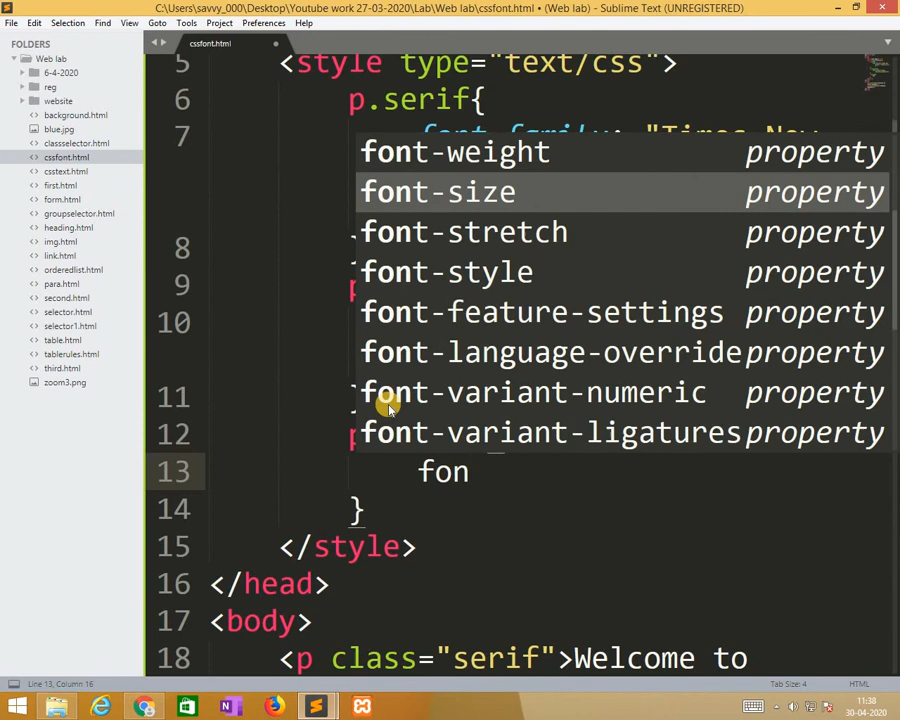 C:\Users\savvy_000\Desktop\Youtube work 27-03-2020\Lab\Web lab\cssfont.html • (Web lab) - Sublime Text (UNREGISTERED)
File Edit Selection Find View Goto Tools Project Preferences Help
FOLDERS
Web lab
6-4-2020
reg
website
background.html
blue.jpg
classselector.html
cssfont.html
csstext.html
first.html
form.html
groupselector.html
heading.html
img.html
link.html
orderedlist.html
para.html
second.html
selector.html
selector1.html
table.html
tablerules.html
third.html
zoom3.png
cssfont.html
5 <style type="text/css">
6 p.serif{
7 font-family: "Times New
font-weight property
font-size property
font-stretch property
font-style property
font-feature-settings property
font-language-override property
font-variant-numeric property
font-variant-ligatures property
8 }
9 p
10
11 }
12 p
13 fon
14 }
15 </style>
16 </head>
17 <body>
18 <p class="serif">Welcome to
Line 13, Column 16
Tab Size: 4 HTML
11:38
30-04-2020